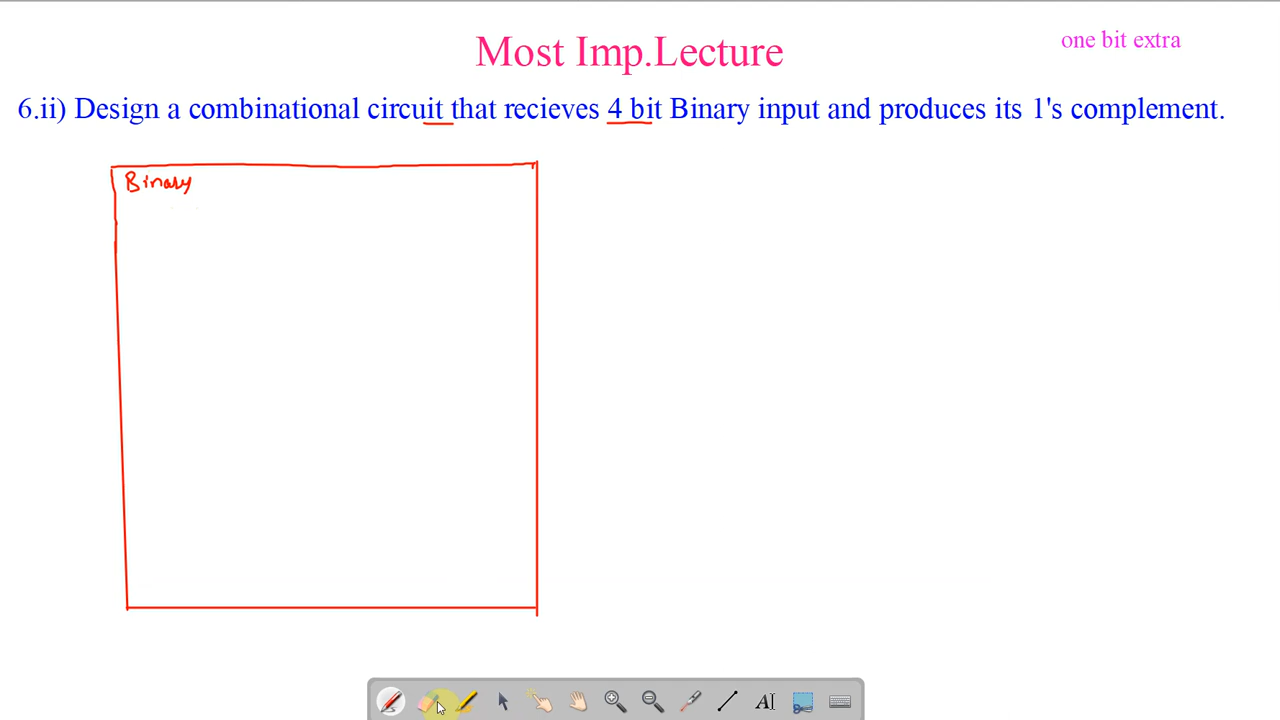 one bit extra
Most Imp.Lecture
6.ii) Design a combinational circuit that recieves 4 bit Binary input and produces its 1's complement.
Binary
AI